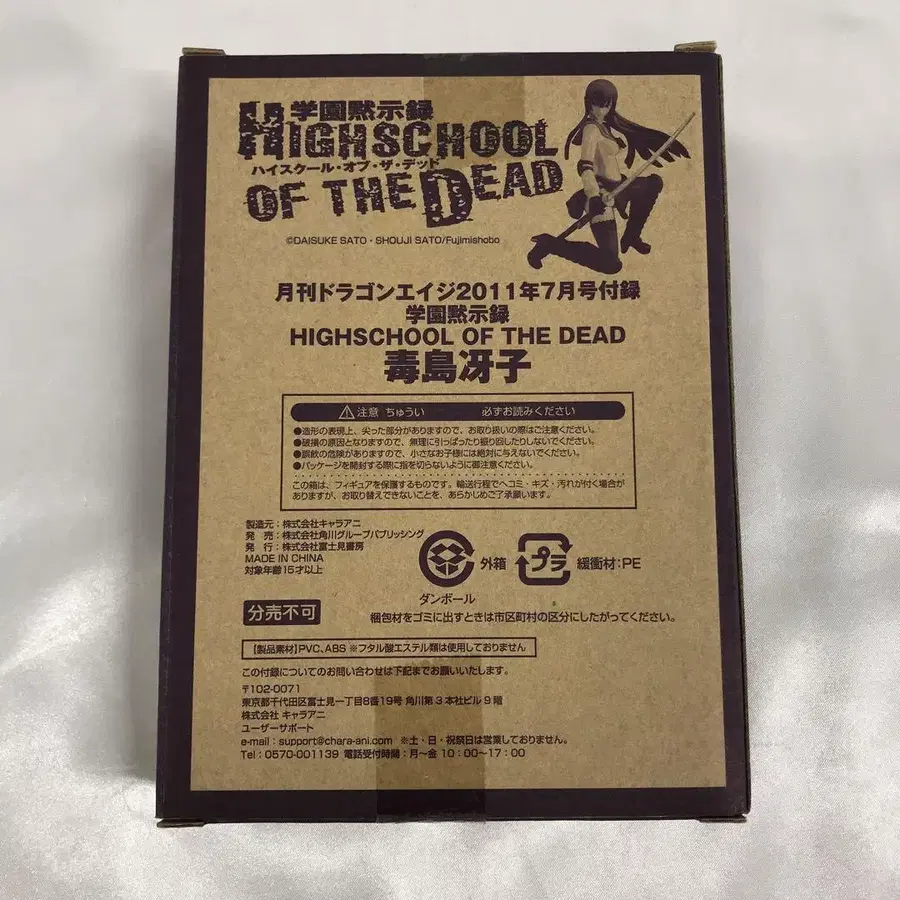 学園黙示録
HIGHSCHOOL
ハイスクール・オブ・ザ・デッド
OF THE DEAD
©DAISUKE SATO・SHOUJI SATO/Fujimishobo
月刊ドラゴンエイジ2011年7月号付録
学園黙示録
HIGHSCHOOL OF THE DEAD
毒島冴子
注意 ちゅうい 必ずお読みください
●造形の表現上、尖った部分がありますので、お取り扱いの際はご注意ください。
●破損の原因となりますので、無理に引っぱったり振り回したりしないでください。
●誤飲の危険がありますので、小さなお子様には絶対に与えないでください。
●パッケージを開封する際に指を切らないように御注意ください。
この箱は、フィギュアを保護するものです。輸送行程でヘコミ・キズ・汚れが付く場合が
ありますが、お取り替えできないことを、あらかじめご了承願います。
製造元：株式会社キャラアニ
発 売：株式会社角川グループパブリッシング
発 行：株式会社富士見書房
MADE IN CHINA
対象年齢15才以上
外箱
プラ
緩衝材：PE
ダンボール
分売不可
梱包材をゴミに出すときは市区町村の区分にしたがってください。
【製品素材】PVC、ABS ※フタル酸エステル類は使用しておりません
この付録についてのお問い合わせは下記までお願いいたします。
〒102-0071
東京都千代田区富士見一丁目8番19号 角川第3本社ビル9階
株式会社 キャラアニ
ユーザーサポート
e-mail：support@chara-ani.com ※土・日・祝祭日は営業しておりません。
Tel：0570-001139 電話受付時間：月〜金 10：00〜17：00